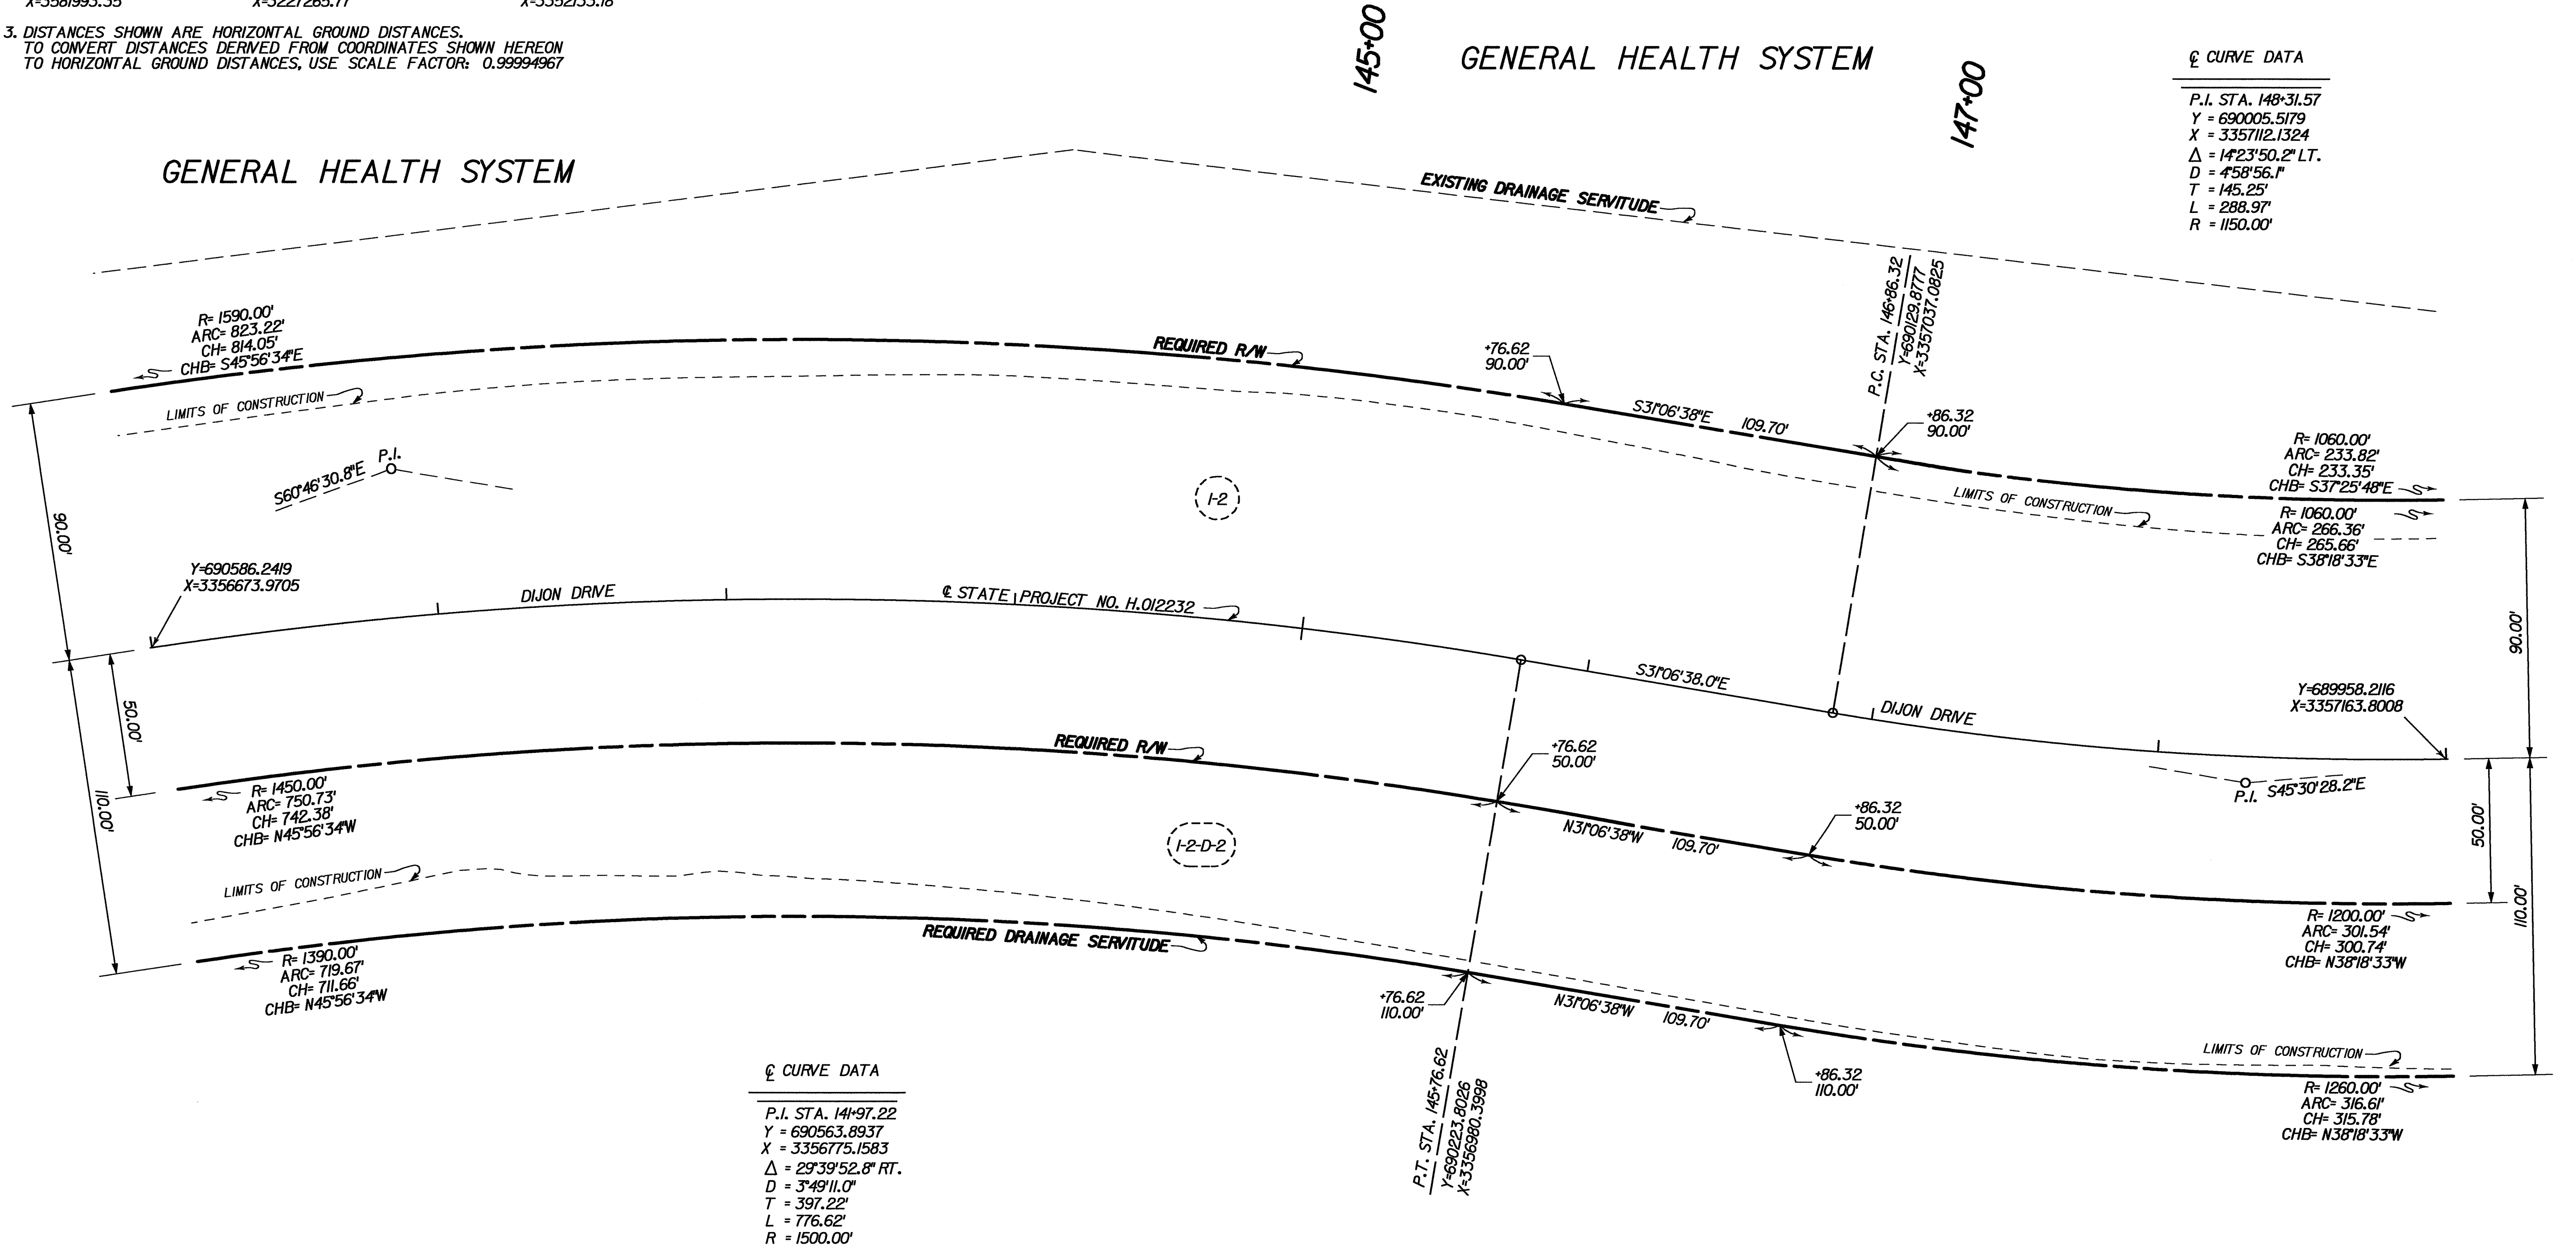 X=3581993.35 X=3227265.77 X=3352133.18
3. DISTANCES SHOWN ARE HORIZONTAL GROUND DISTANCES.
TO CONVERT DISTANCES DERIVED FROM COORDINATES SHOWN HEREON
TO HORIZONTAL GROUND DISTANCES, USE SCALE FACTOR: 0.99994967
145+00
GENERAL HEALTH SYSTEM
147+00
℄ CURVE DATA
P.I. STA. 148+31.57
Y = 690005.5179
X = 3357112.1324
Δ = 14°23'50.2" LT.
D = 4°58'56.1"
T = 145.25'
L = 288.97'
R = 1150.00'
GENERAL HEALTH SYSTEM
EXISTING DRAINAGE SERVITUDE
P.C. STA. 146+86.32
Y=690129.8777
X=3357037.0825
R= 1590.00'
ARC= 823.22'
CH= 814.05'
CHB= S45°56'34"E
REQUIRED R/W
+76.62
90.00'
S31°06'38"E 109.70'
+86.32
90.00'
LIMITS OF CONSTRUCTION
R= 1060.00'
ARC= 233.82'
CH= 233.35'
CHB= S37°25'48"E
R= 1060.00'
ARC= 266.36'
CH= 265.66'
CHB= S38°18'33"E
LIMITS OF CONSTRUCTION
S60°46'30.8"E
P.I.
1-2
90.00'
Y=690586.2419
X=3356673.9705
DIJON DRIVE
℄ STATE PROJECT NO. H.012232
S31°06'38.0"E
DIJON DRIVE
90.00'
Y=689958.2116
X=3357163.8008
P.I.
S45°30'28.2"E
50.00'
110.00'
REQUIRED R/W
+76.62
50.00'
N31°06'38"W 109.70'
+86.32
50.00'
50.00'
110.00'
R= 1450.00'
ARC= 750.73'
CH= 742.38'
CHB= N45°56'34"W
1-2-D-2
LIMITS OF CONSTRUCTION
REQUIRED DRAINAGE SERVITUDE
R= 1200.00'
ARC= 301.54'
CH= 300.74'
CHB= N38°18'33"W
R= 1390.00'
ARC= 719.67'
CH= 711.66'
CHB= N45°56'34"W
+76.62
110.00'
N31°06'38"W 109.70'
+86.32
110.00'
LIMITS OF CONSTRUCTION
R= 1260.00'
ARC= 316.61'
CH= 315.78'
CHB= N38°18'33"W
P.T. STA. 145+76.62
Y=690223.8026
X=3356980.3998
℄ CURVE DATA
P.I. STA. 141+97.22
Y = 690563.8937
X = 3356775.1583
Δ = 29°39'52.8" RT.
D = 3°49'11.0"
T = 397.22'
L = 776.62'
R = 1500.00'